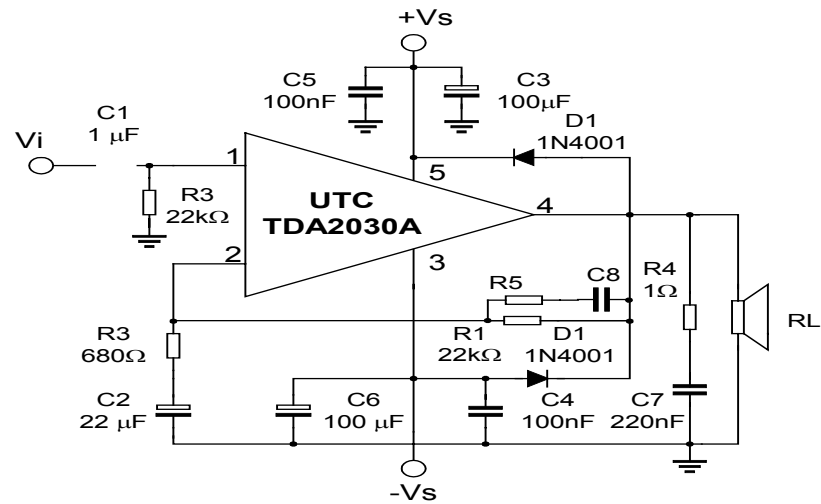 +Vs
C5
100nF
C3
100µF
C1
1 µF
D1
1N4001
Vi
1
5
R3
22kΩ
UTC
TDA2030A
4
2
3
R5
C8
R4
1Ω
RL
R3
680Ω
R1
22kΩ
D1
1N4001
C2
22 µF
C6
100 µF
C4
100nF
C7
220nF
-Vs